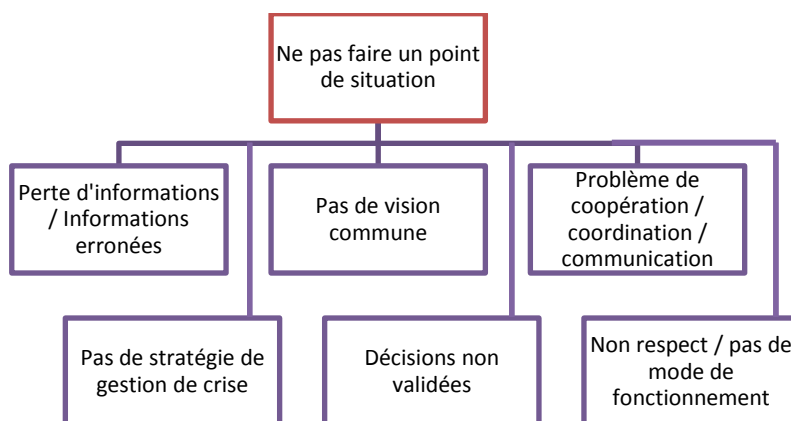 Ne pas faire un point
de situation
Perte d'informations
/ Informations
erronées
Pas de vision
commune
Problème de
coopération /
coordination /
communication
Pas de stratégie de
gestion de crise
Décisions non
validées
Non respect / pas de
mode de
fonctionnement